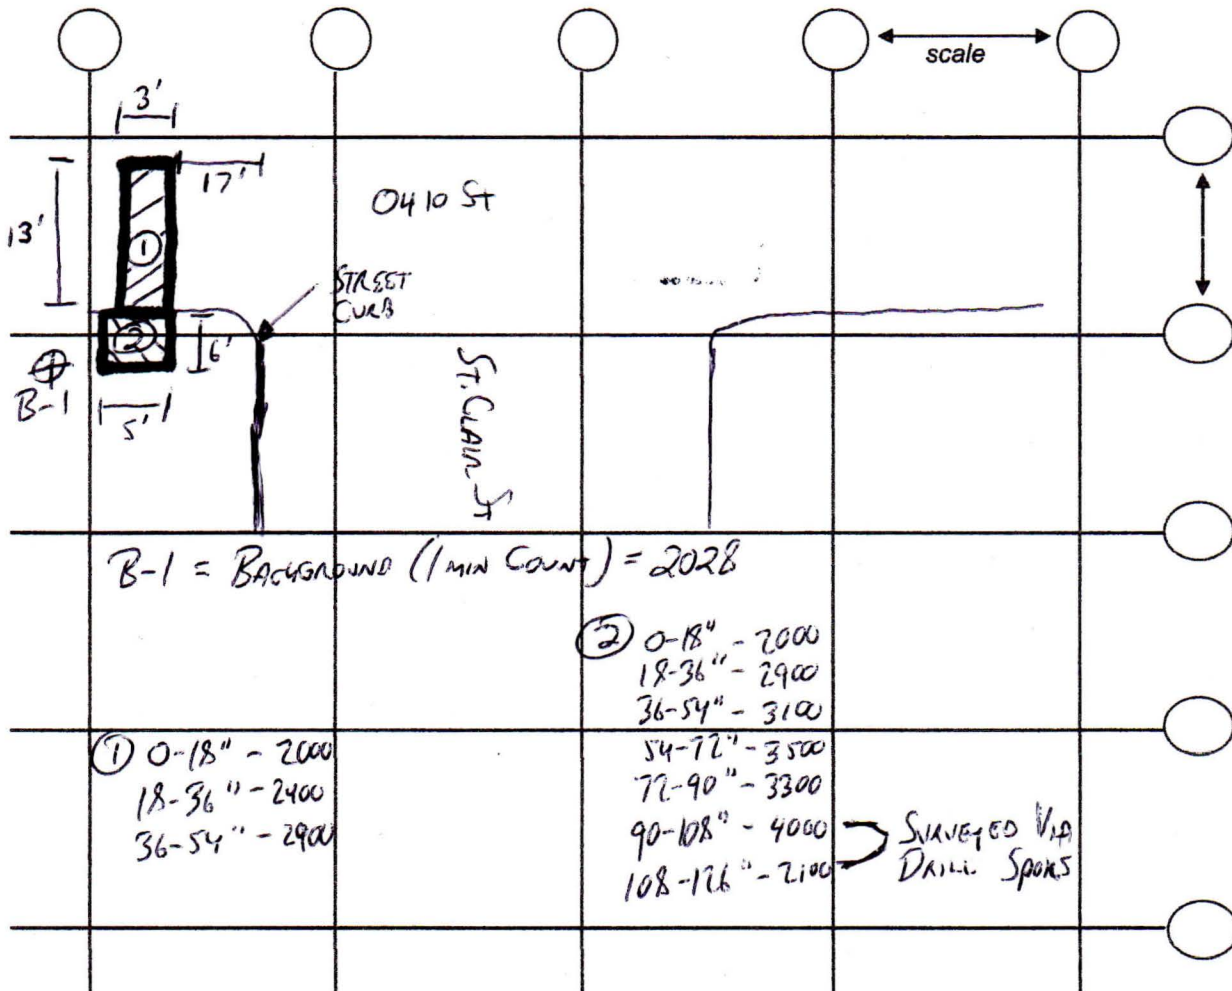 scale
3'
17'
13'
O410 St
①
STREET
CURB
②
6'
B-1
5'
ST. CLAIR ST
B-1 = BACKGROUND (1 MIN COUNT) = 2028
② 0-18" - 2000
18-36" - 2900
36-54" - 3100
54-72" - 3500
72-90" - 3300
90-108" - 4000
108-126" - 2100
SURVEYED VIA
DRILL SPOILS
① 0-18" - 2000
18-36" - 2400
36-54" - 2900